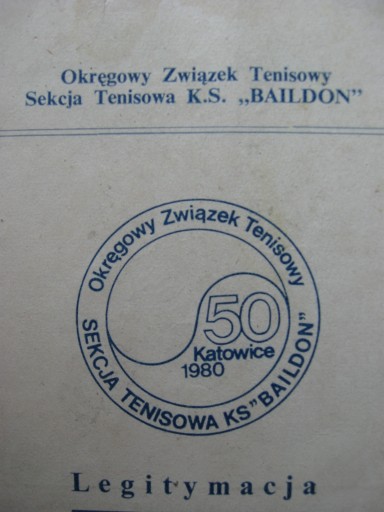 Okręgowy Związek Tenisowy
Sekcja Tenisowa K.S. „BAILDON”
Okręgowy Związek Tenisowy
50
Katowice
1980
SEKCJA TENISOWA KS”BAILDON”
Legitymacja